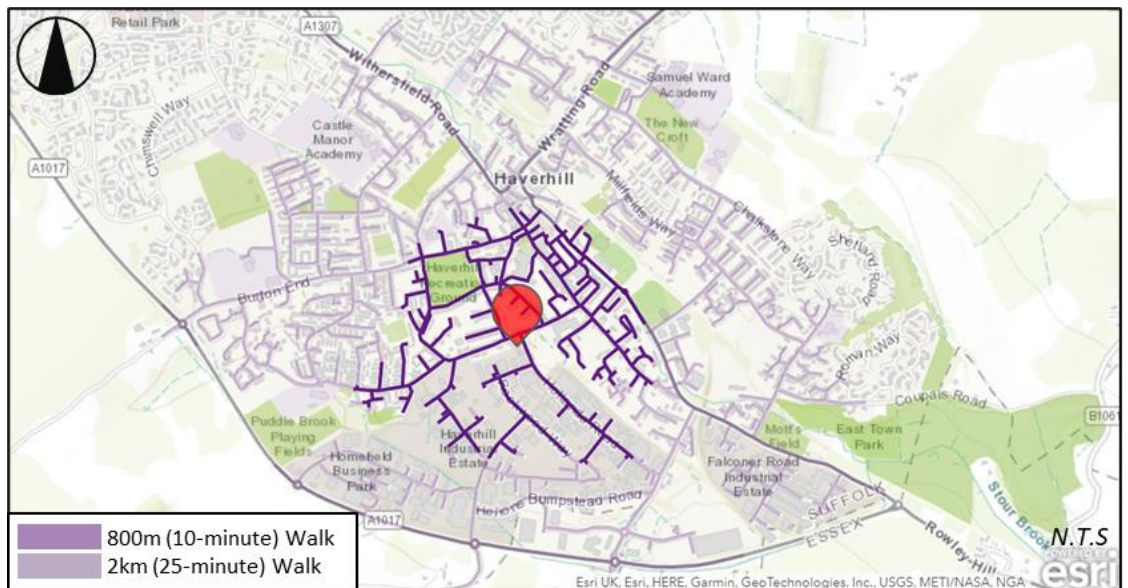 Retail Park
A1307
Withersfield Road
Wratting Road
Samuel Ward
Academy
The New
Croft
Chimswell Way
Castle
Manor
Academy
A1017
Haverhill
Millfields Way
Chalkstone Way
Shetland Road
Haverhill
Recreation
Ground
Burton End
Roman Way
Coupals Road
B1061
Puddle Brook
Playing
Fields
Mott's
Field
East Town
Park
Haverhill
Industrial
Estate
Homefield
Business
Park
Falconer Road
Industrial
Estate
Helions Bumpstead Road
SUFFOLK
ESSEX
Stour Brook
A1017
Rowley Hill
N.T.S
800m (10-minute) Walk
2km (25-minute) Walk
POWERED BY
esri
Esri UK, Esri, HERE, Garmin, GeoTechnologies, Inc., USGS, METI/NASA, NGA